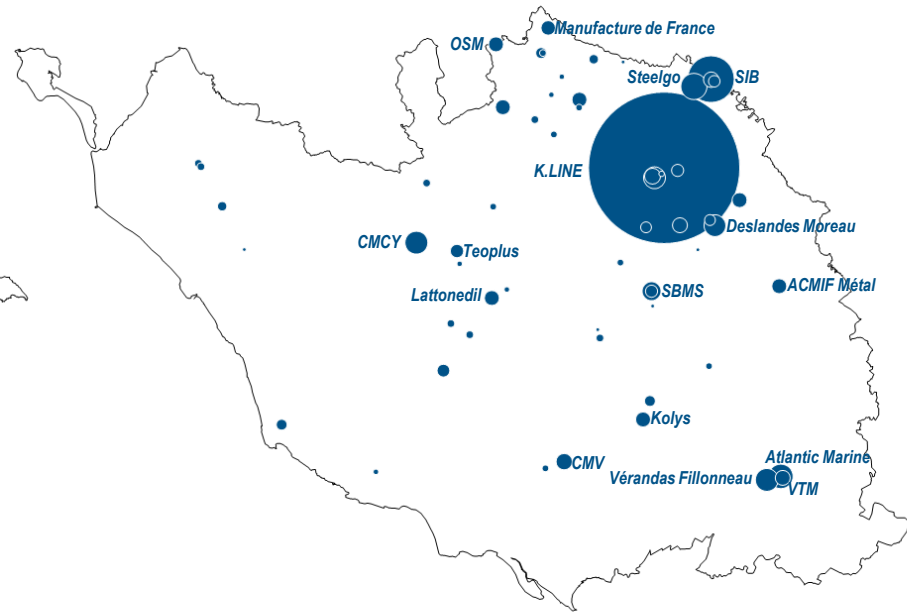 Manufacture de France
OSM
Steelgo
SIB
K.LINE
Deslandes Moreau
CMCY
Teoplus
Lattonedil
SBMS
ACMIF Métal
Kolys
CMV
Atlantic Marine
Vérandas Fillonneau
VTM